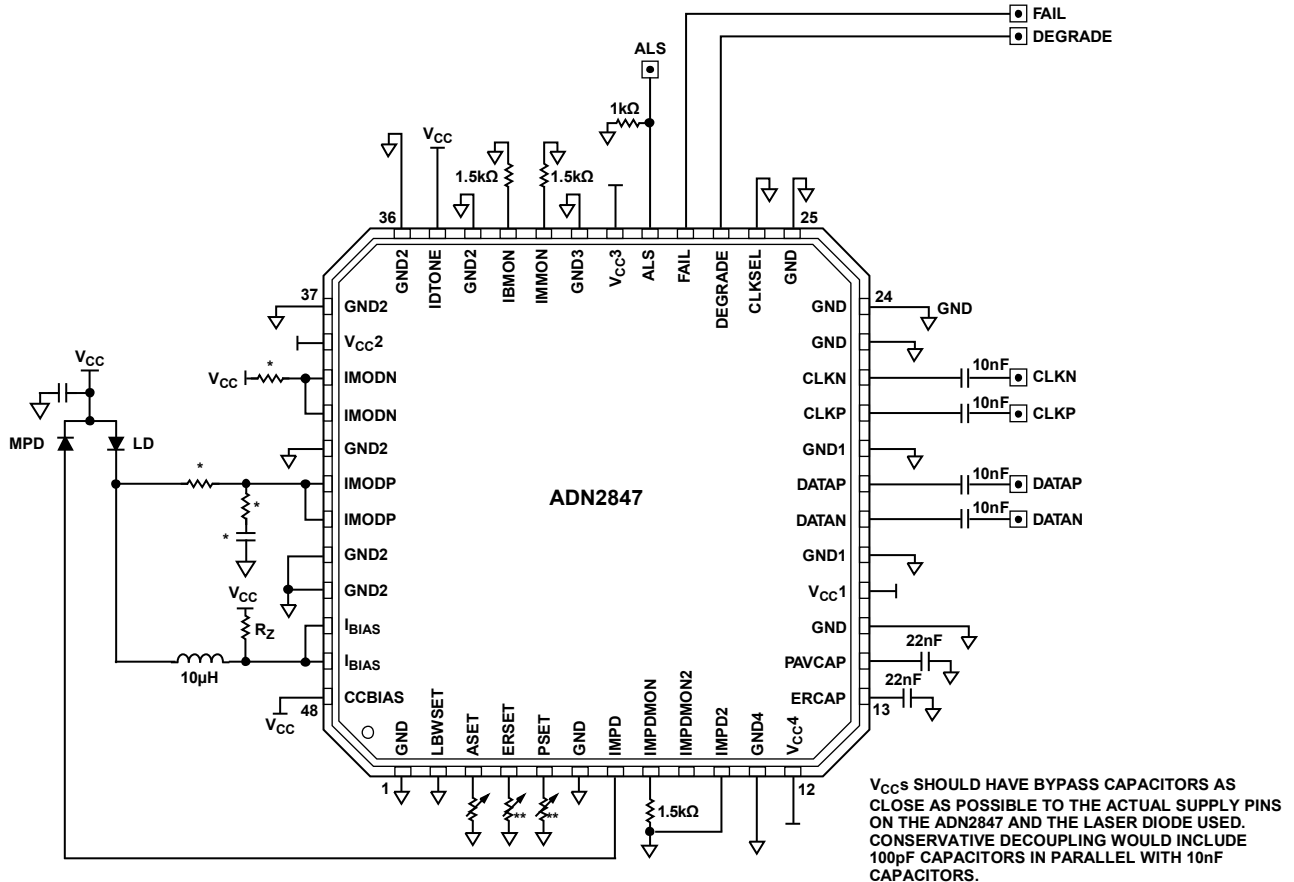 FAIL
DEGRADE
ALS
1kΩ
VCC
1.5kΩ
1.5kΩ
36
25
GND2
IDTONE
GND2
IBMON
IMMON
GND3
VCC3
ALS
FAIL
DEGRADE
CLKSEL
GND
37
GND2
VCC2
VCC
*
IMODN
IMODN
GND2
IMODP
IMODP
GND2
GND2
IBIAS
IBIAS
CCBIAS
48
VCC
VCC
MPD
LD
*
*
*
VCC
RZ
10µH
ADN2847
24
GND
GND
GND
CLKN
10nF
CLKN
CLKP
10nF
CLKP
GND1
DATAP
10nF
DATAP
DATAN
10nF
DATAN
GND1
VCC1
GND
PAVCAP
22nF
ERCAP
22nF
13
GND
LBWSET
ASET
ERSET
PSET
GND
IMPD
IMPDMON
IMPDMON2
IMPD2
GND4
VCC4
1
12
**
**
1.5kΩ
VCCs SHOULD HAVE BYPASS CAPACITORS AS
CLOSE AS POSSIBLE TO THE ACTUAL SUPPLY PINS
ON THE ADN2847 AND THE LASER DIODE USED.
CONSERVATIVE DECOUPLING WOULD INCLUDE
100pF CAPACITORS IN PARALLEL WITH 10nF
CAPACITORS.